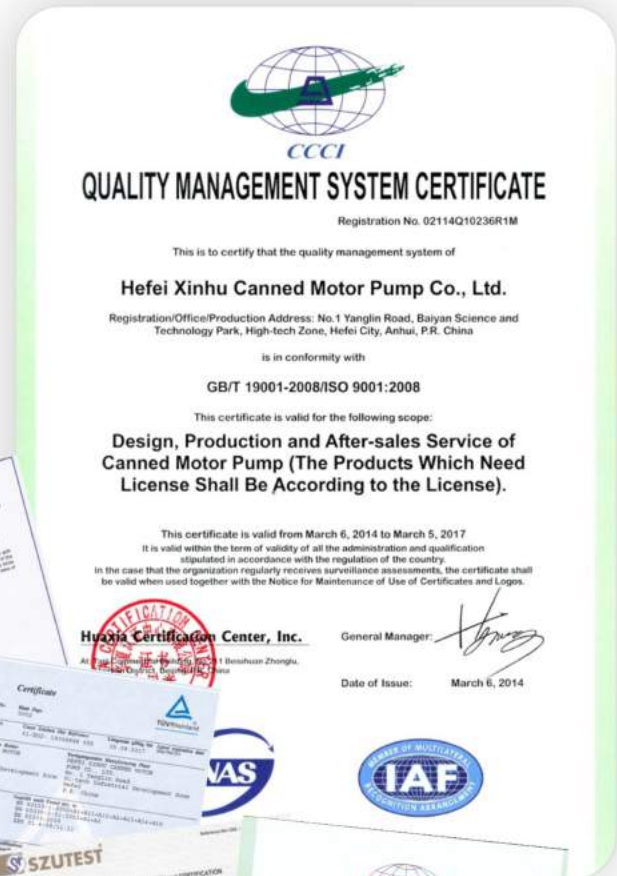 CCCI
QUALITY MANAGEMENT SYSTEM CERTIFICATE
Registration No. 02114Q10236R1M
This is to certify that the quality management system of
Hefei Xinhu Canned Motor Pump Co., Ltd.
Registration/Office/Production Address: No.1 Yanglin Road, Baiyan Science and
Technology Park, High-tech Zone, Hefei City, Anhui, P.R. China
is in conformity with
GB/T 19001-2008/ISO 9001:2008
This certificate is valid for the following scope:
Design, Production and After-sales Service of
Canned Motor Pump (The Products Which Need
License Shall Be According to the License).
This certificate is valid from March 6, 2014 to March 5, 2017
It is valid within the term of validity of all the administration and qualification
stipulated in accordance with the regulation of the country.
In the case that the organization regularly receives surveillance assessments, the certificate shall
be valid when used together with the Notice for Maintenance of Use of Certificates and Logos.
Huaxia Certification Center, Inc.
General Manager:
Date of Issue: March 6, 2014
Certificate
TÜVRheinland
NAS
MEMBER OF MULTILATERAL
IAF
RECOGNITION ARRANGEMENT
SZUTEST